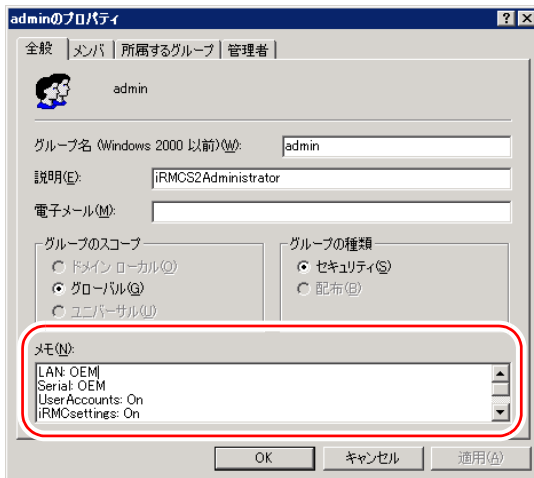 adminのプロパティ
全般 メンバ 所属するグループ 管理者
admin
グループ名 (Windows 2000 以前)(W): admin
説明(E): iRMCS2Administrator
電子メール(M):
グループのスコープ
ドメイン ローカル(O)
グローバル(G)
ユニバーサル(U)
グループの種類
セキュリティ(S)
配布(B)
メモ(N):
LAN: OEM
Serial: OEM
UserAccounts: On
iRMCsettings: On
OK キャンセル 適用(A)